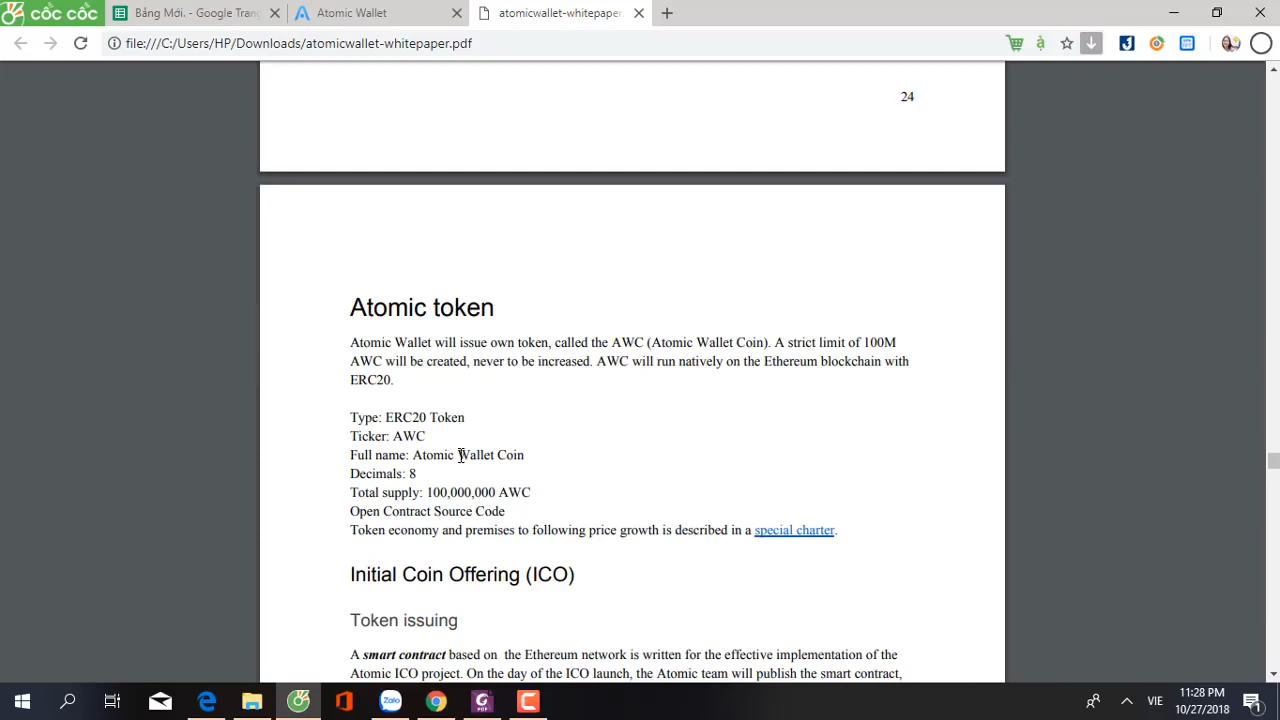 cốc cốc
Bảng Mới. - Google Trang
Atomic Wallet
atomicwallet-whitepaper.
file:///C:/Users/HP/Downloads/atomicwallet-whitepaper.pdf
24
Atomic token
Atomic Wallet will issue own token, called the AWC (Atomic Wallet Coin). A strict limit of 100M
AWC will be created, never to be increased. AWC will run natively on the Ethereum blockchain with
ERC20.
Type: ERC20 Token
Ticker: AWC
Full name: Atomic Wallet Coin
Decimals: 8
Total supply: 100,000,000 AWC
Open Contract Source Code
Token economy and premises to following price growth is described in a special charter.
Initial Coin Offering (ICO)
Token issuing
A smart contract based on the Ethereum network is written for the effective implementation of the
Atomic ICO project. On the day of the ICO launch, the Atomic team will publish the smart contract,
Zalo
PDF
VIE
11:28 PM
10/27/2018
1